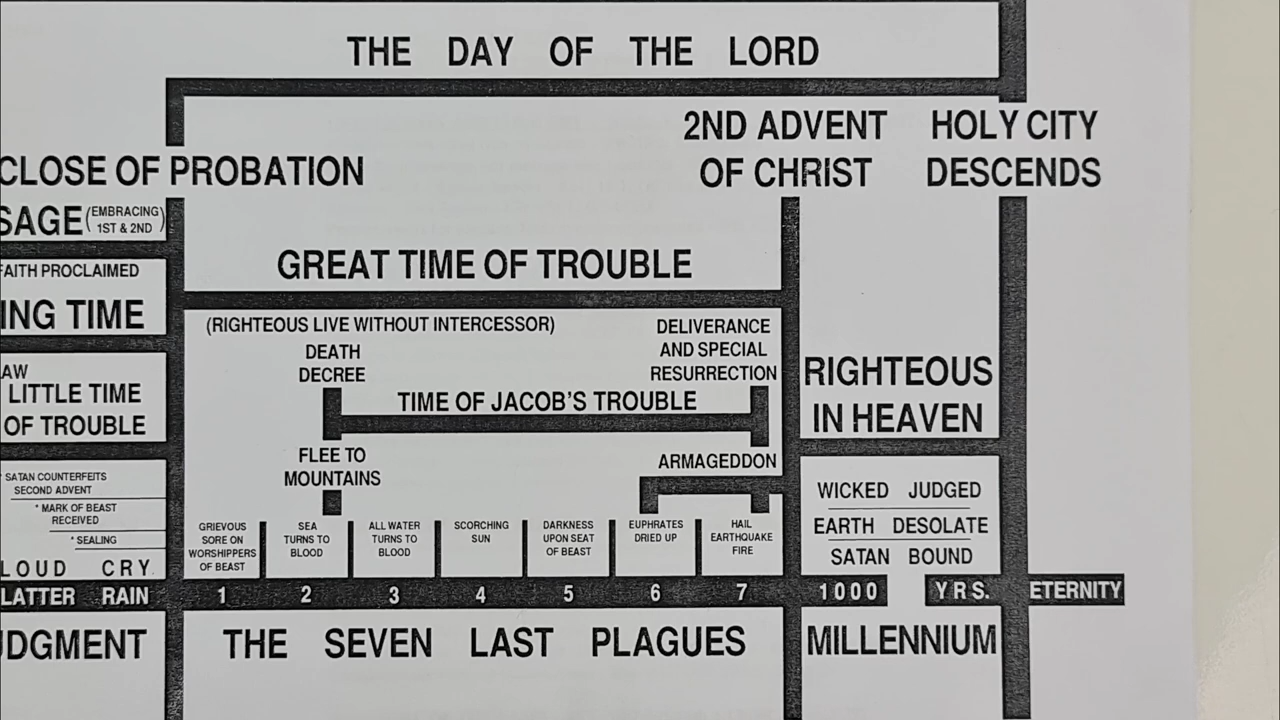 THE DAY OF THE LORD
2ND ADVENT
OF CHRIST
HOLY CITY
DESCENDS
CLOSE OF PROBATION
SAGE (EMBRACING
1ST & 2ND)
FAITH PROCLAIMED
ING TIME
GREAT TIME OF TROUBLE
(RIGHTEOUS LIVE WITHOUT INTERCESSOR)
DEATH
DECREE
DELIVERANCE
AND SPECIAL
RESURRECTION
TIME OF JACOB'S TROUBLE
FLEE TO
MOUNTAINS
ARMAGEDDON
AW
LITTLE TIME
OF TROUBLE
RIGHTEOUS
IN HEAVEN
* SATAN COUNTERFEITS
SECOND ADVENT
* MARK OF BEAST
RECEIVED
* SEALING
LOUD CRY
GRIEVOUS
SORE ON
WORSHIPPERS
OF BEAST
SEA
TURNS TO
BLOOD
ALL WATER
TURNS TO
BLOOD
SCORCHING
SUN
DARKNESS
UPON SEAT
OF BEAST
EUPHRATES
DRIED UP
HAIL
EARTHQUAKE
FIRE
WICKED JUDGED
EARTH DESOLATE
SATAN BOUND
LATTER RAIN 1 2 3 4 5 6 7 1000 YRS. ETERNITY
UDGMENT THE SEVEN LAST PLAGUES MILLENNIUM